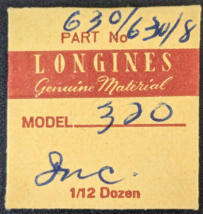 630/630/8
PART No
LONGINES
Genuine Material
MODEL 320
Inc.
1/12 Dozen